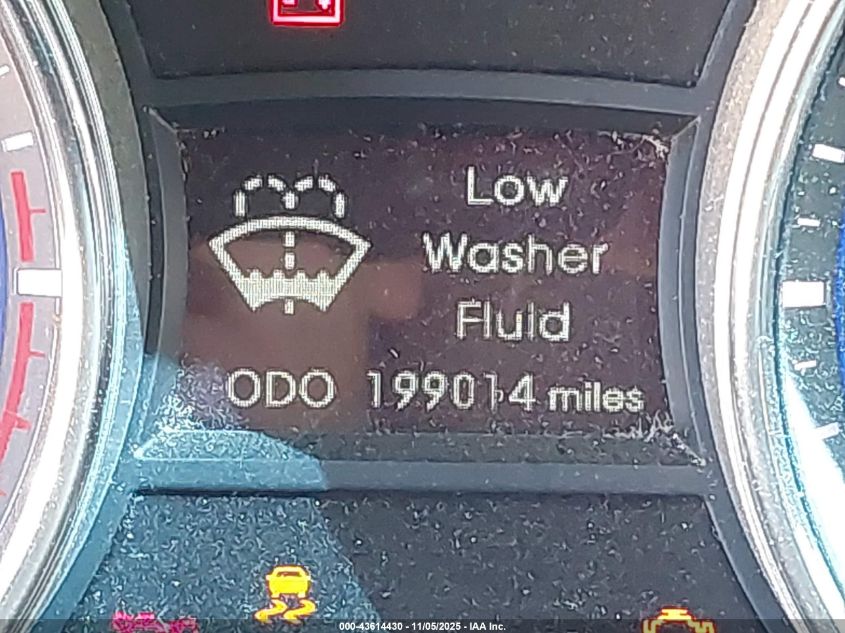 Low
Washer
Fluid
ODO 199014 miles
000-43614430 - 11/05/2025 - IAA Inc.